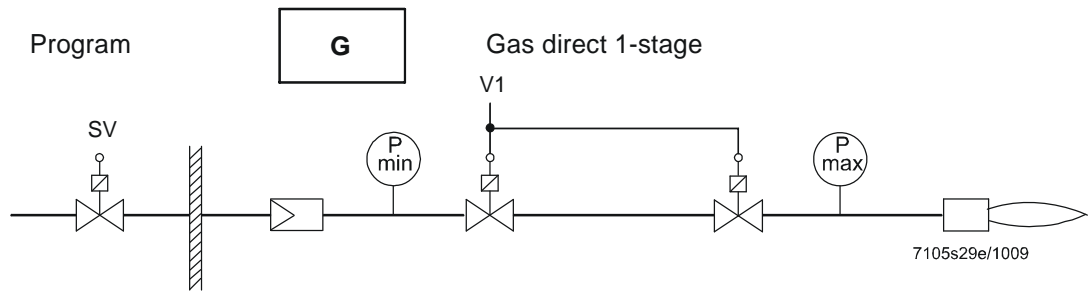 Program
G
Gas direct 1-stage
V1
SV
P
min
P
max
7105s29e/1009